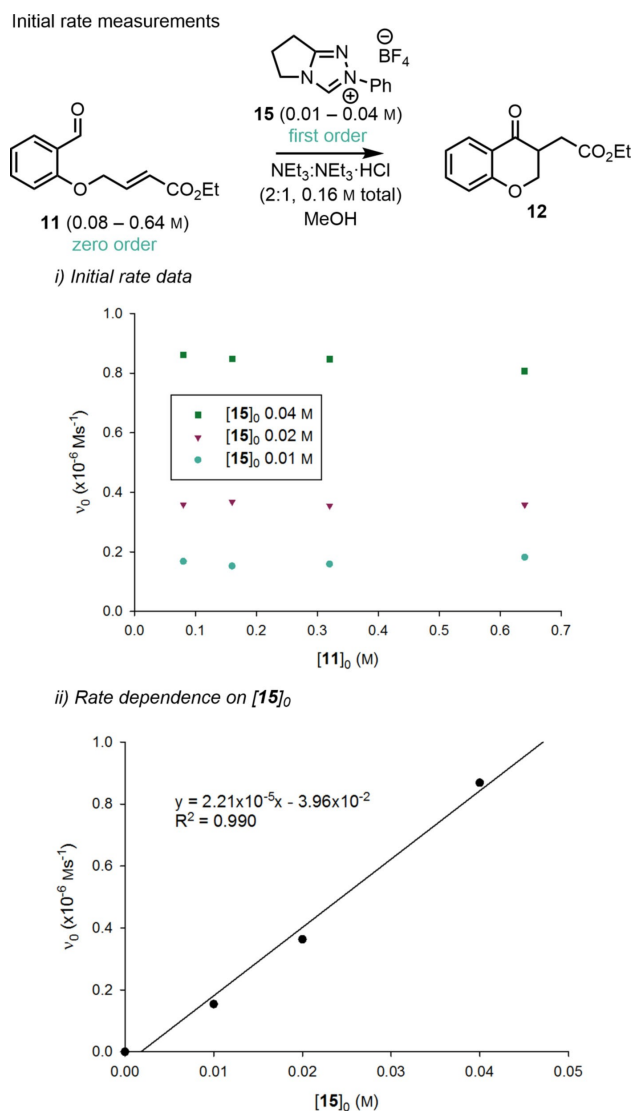 Initial rate measurements
O
O
CO₂Et
11 (0.08 – 0.64 M)
zero order
N
N
N
Ph
⊕
⊖
BF₄
15 (0.01 – 0.04 M)
first order
NEt₃:NEt₃·HCl
(2:1, 0.16 M total)
MeOH
O
O
CO₂Et
12
i) Initial rate data
1.0
0.8
0.6
0.4
0.2
0.0
ν₀ (x10⁻⁶ Ms⁻¹)
[15]₀ 0.04 M
[15]₀ 0.02 M
[15]₀ 0.01 M
0.0 0.1 0.2 0.3 0.4 0.5 0.6 0.7
[11]₀ (M)
ii) Rate dependence on [15]₀
1.0
0.8
0.6
0.4
0.2
0.0
ν₀ (x10⁻⁶ Ms⁻¹)
y = 2.21x10⁻⁵x - 3.96x10⁻²
R² = 0.990
0.00 0.01 0.02 0.03 0.04 0.05
[15]₀ (M)